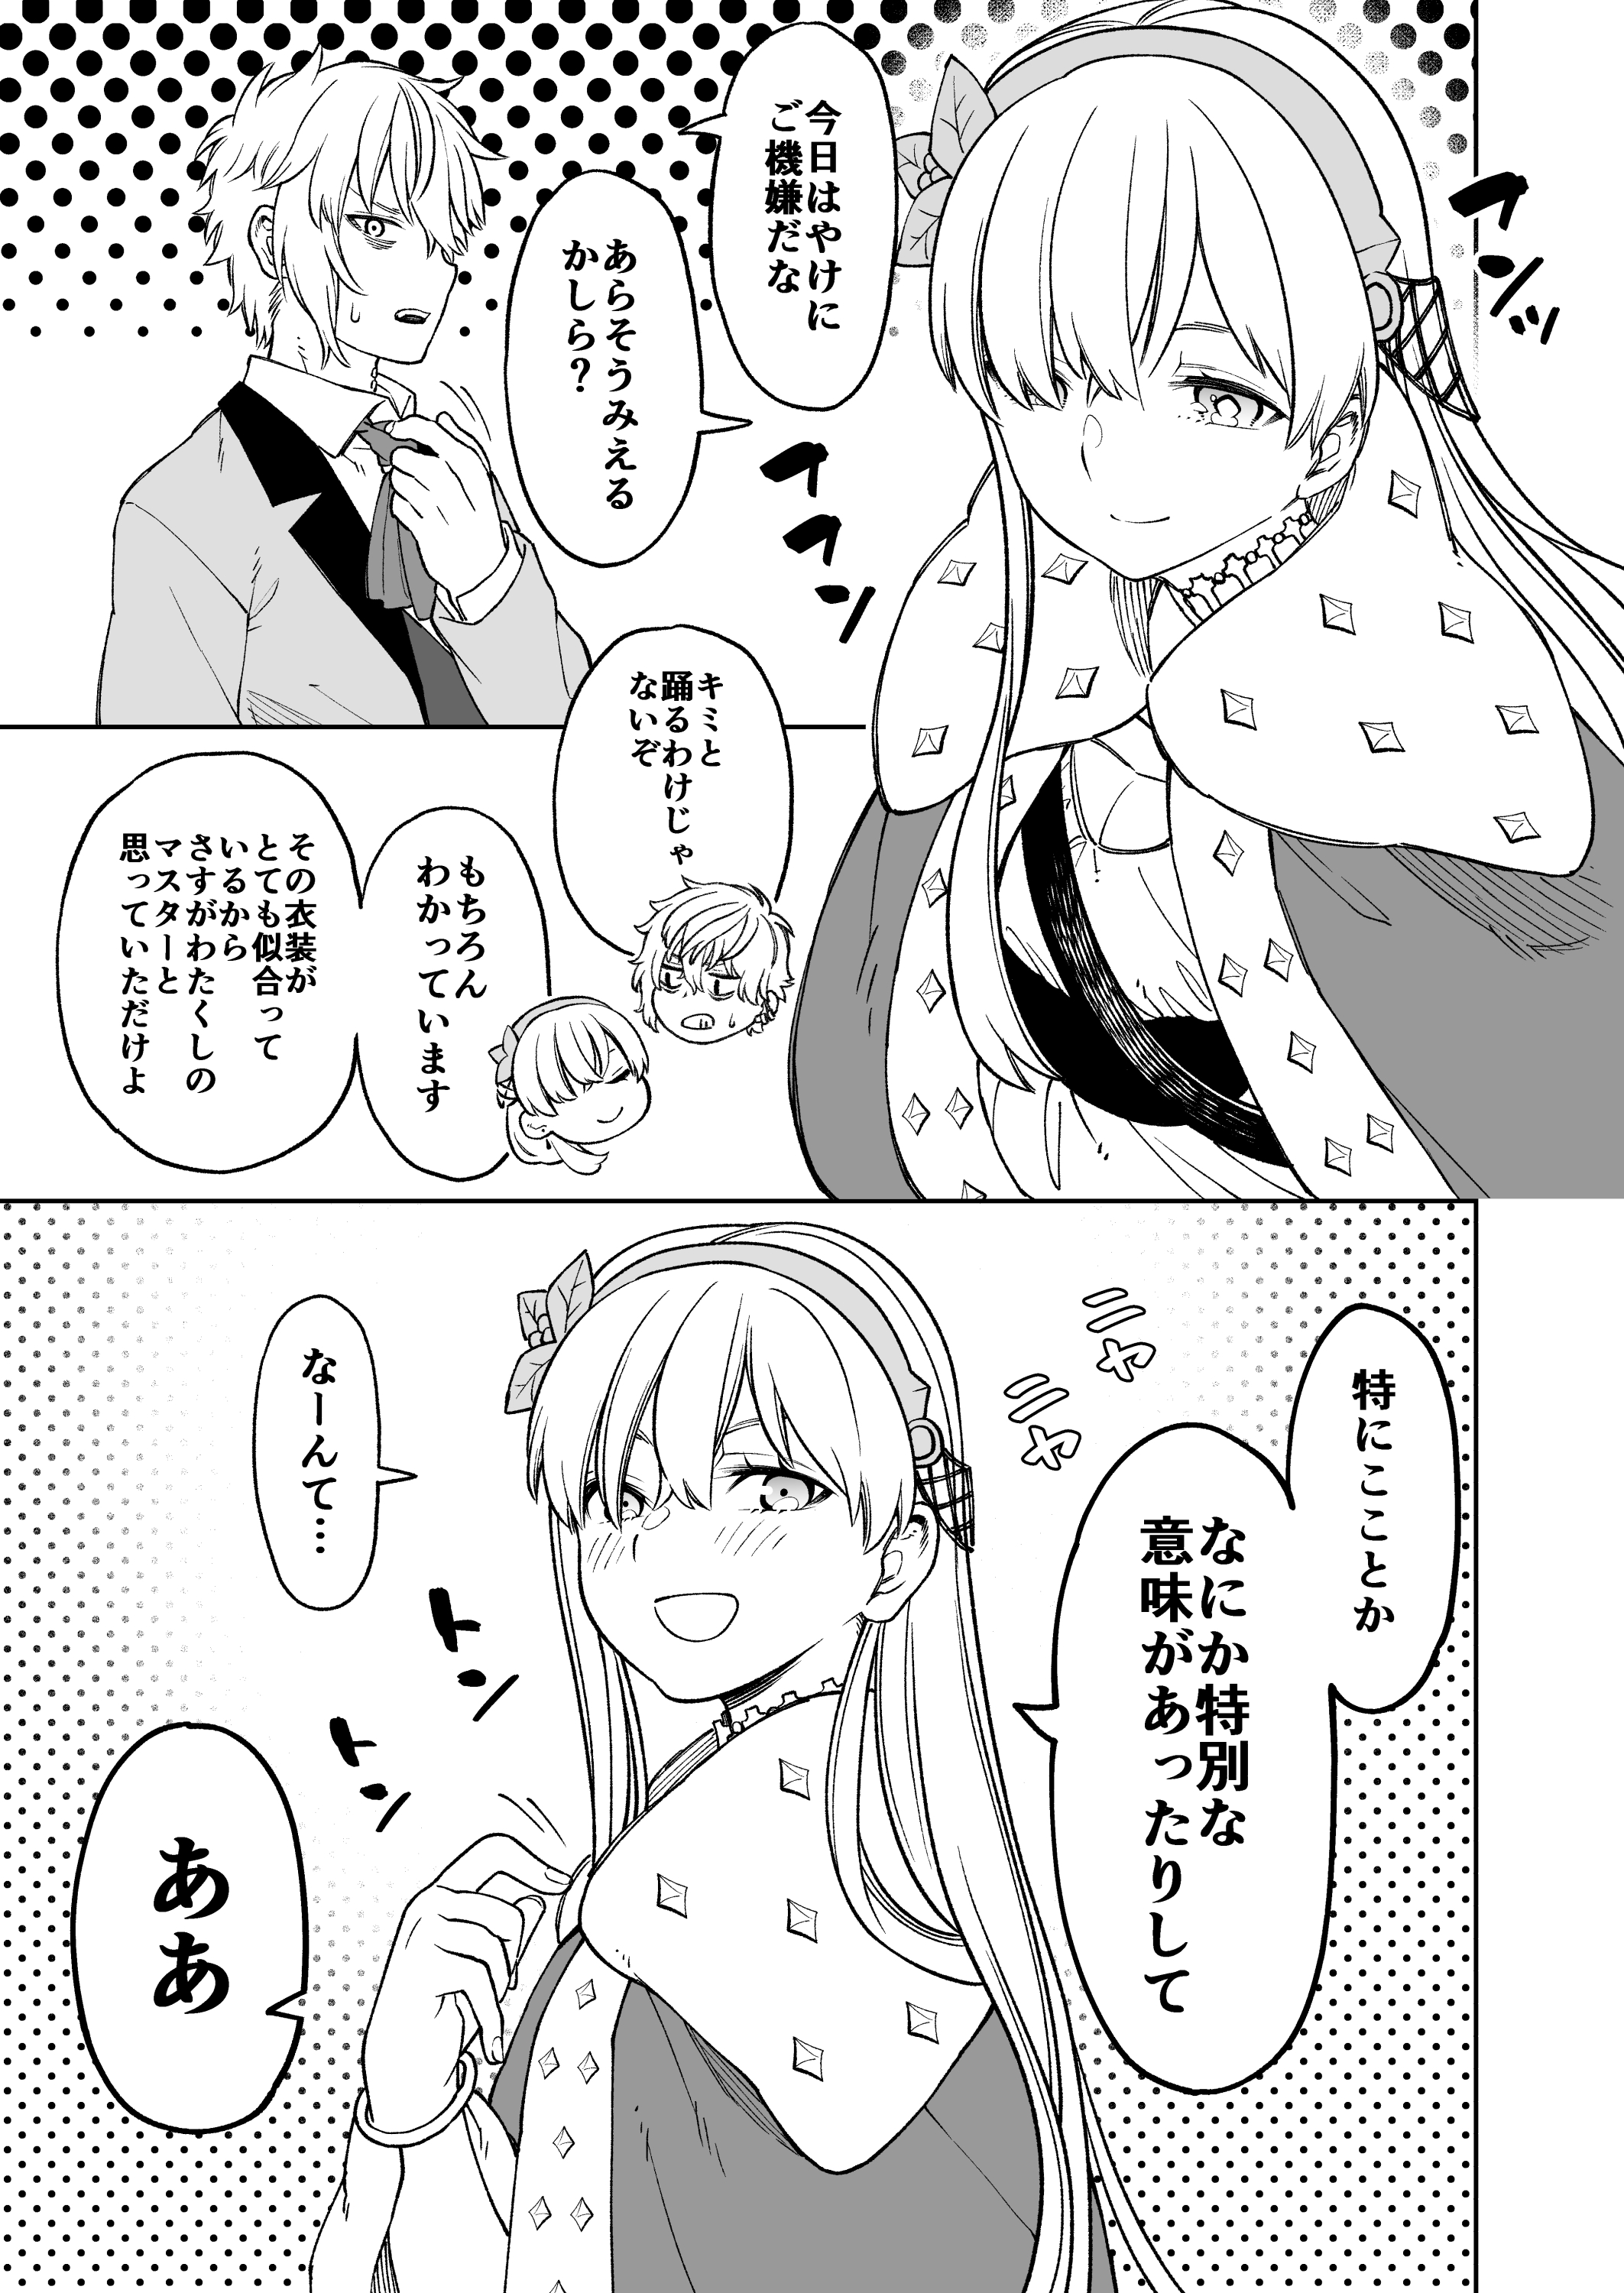 今日はやけに
ご機嫌だな
あらそうみえる
かしら?
ルンッ
ルンルン
キミと
踊るわけじゃ
ないぞ
もちろん
わかっています
その衣装が
とても似合って
いるから
さすがわたくしの
マスターと
思っていただけよ
特にここことか
なにか特別な
意味があったりして
ニヤ
ニヤ
なーんて…
トン
トン
ああ